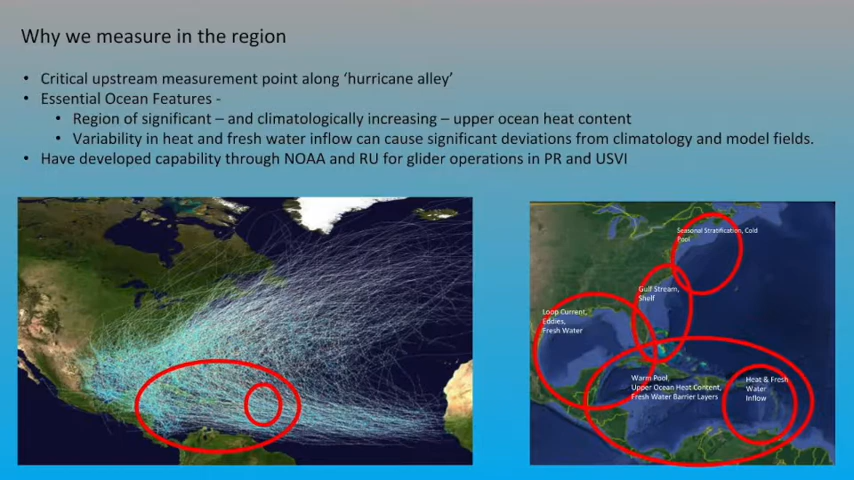 Why we measure in the region
• Critical upstream measurement point along ‘hurricane alley’
• Essential Ocean Features -
• Region of significant – and climatologically increasing – upper ocean heat content
• Variability in heat and fresh water inflow can cause significant deviations from climatology and model fields.
• Have developed capability through NOAA and RU for glider operations in PR and USVI
Seasonal Stratification, Cold
Pool
Gulf Stream,
Shelf
Loop Current,
Eddies,
Fresh Water
Warm Pool,
Upper Ocean Heat Content,
Fresh Water Barrier Layers
Heat & Fresh
Water
Inflow